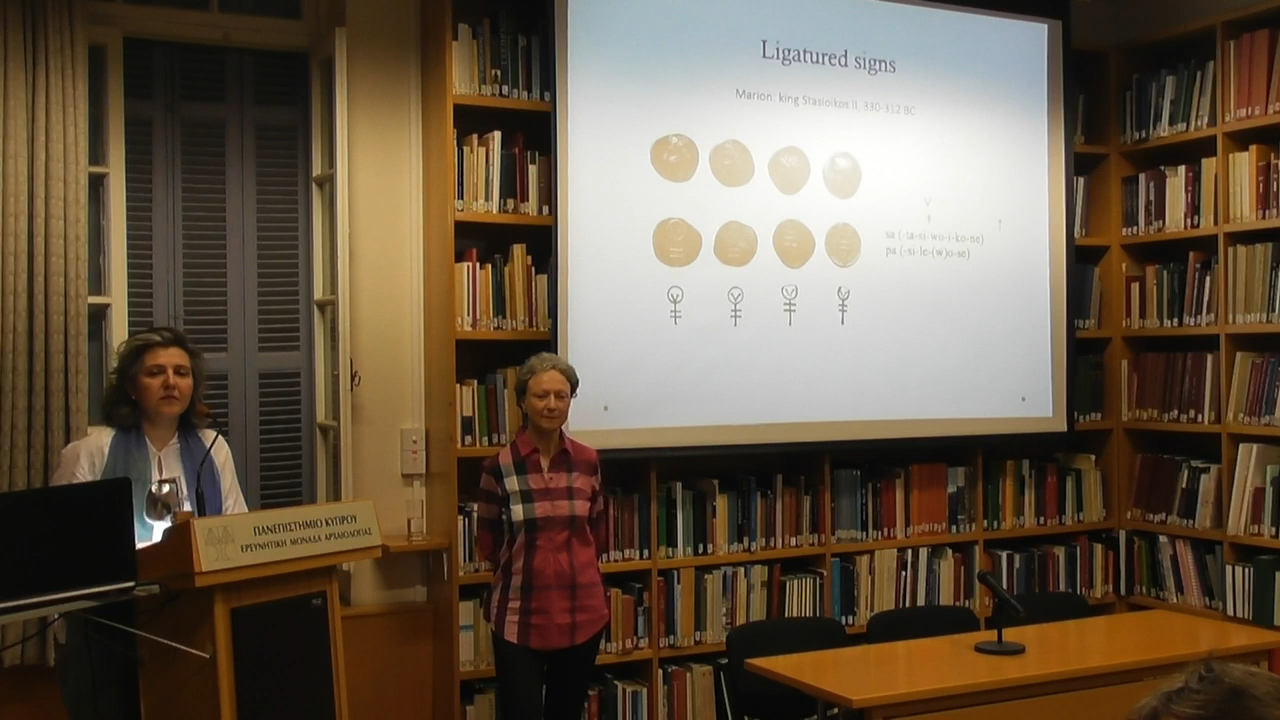 Ligatured signs
Marion: king Stasioikos II, 330-312 BC
sa (-ta-si-wo-i-ko-ne)
pa (-si-le-(w)o-se)
ΠΑΝΕΠΙΣΤΗΜΙΟ ΚΥΠΡΟΥ
ΕΡΕΥΝΗΤΙΚΗ ΜΟΝΑΔΑ ΑΡΧΑΙΟΛΟΓΙΑΣ